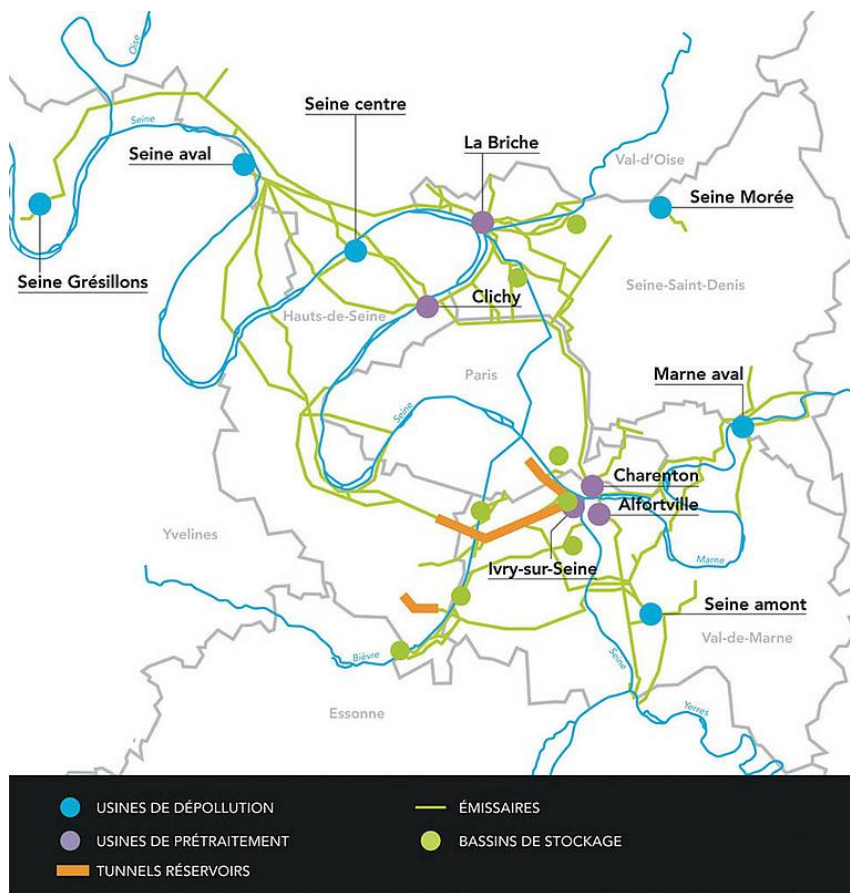 Oise
Seine centre
Seine
La Briche
Seine aval
Val-d'Oise
Seine Morée
Seine Grésillons
Seine-Saint-Denis
Clichy
Hauts-de-Seine
Paris
Marne aval
Seine
Charenton
Alfortville
Yvelines
Marne
Ivry-sur-Seine
Seine amont
Val-de-Marne
Bièvre
Seine
Essonne
Yerres
USINES DE DÉPOLLUTION
ÉMISSAIRES
USINES DE PRÉTRAITEMENT
BASSINS DE STOCKAGE
TUNNELS RÉSERVOIRS